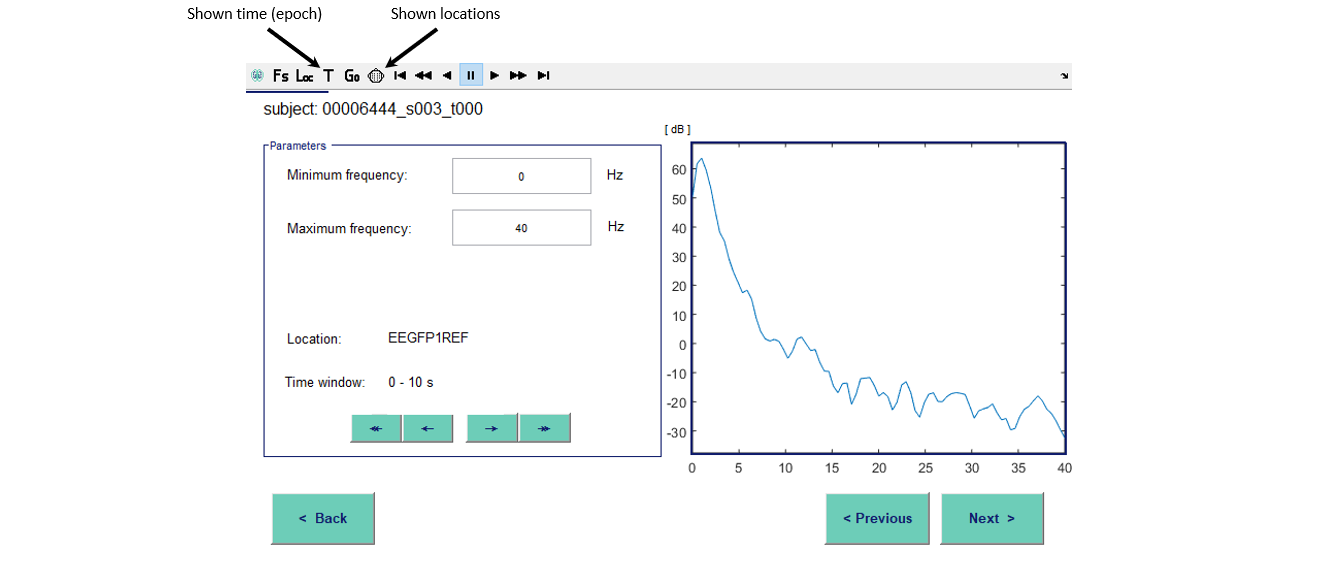 Shown time (epoch) Shown locations
Fs Loc T Go
subject: 00006444_s003_t000
[ dB ]
Parameters
Minimum frequency: 0 Hz
Maximum frequency: 40 Hz
Location: EEGFP1REF
Time window: 0 - 10 s
60
50
40
30
20
10
0
-10
-20
-30
0 5 10 15 20 25 30 35 40
< Back < Previous Next >